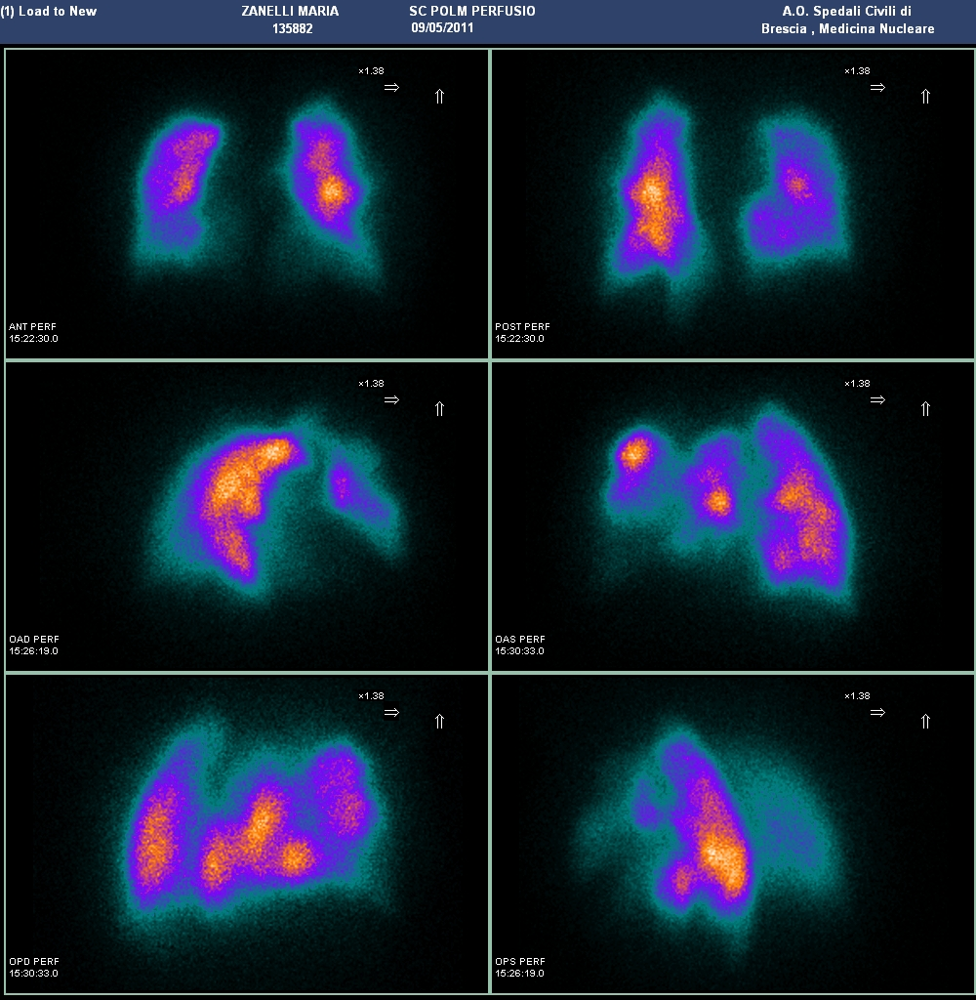 (1) Load to New
ZANELLI MARIA
135882
SC POLM PERFUSIO
09/05/2011
A.O. Spedali Civili di
Brescia , Medicina Nucleare
×1.38
⇒ ⇑
ANT PERF
15:22:30.0
×1.38
⇒ ⇑
POST PERF
15:22:30.0
×1.38
⇒ ⇑
OAD PERF
15:26:19.0
×1.38
⇒ ⇑
OAS PERF
15:30:33.0
×1.38
⇒ ⇑
OPD PERF
15:30:33.0
×1.38
⇒ ⇑
OPS PERF
15:26:19.0